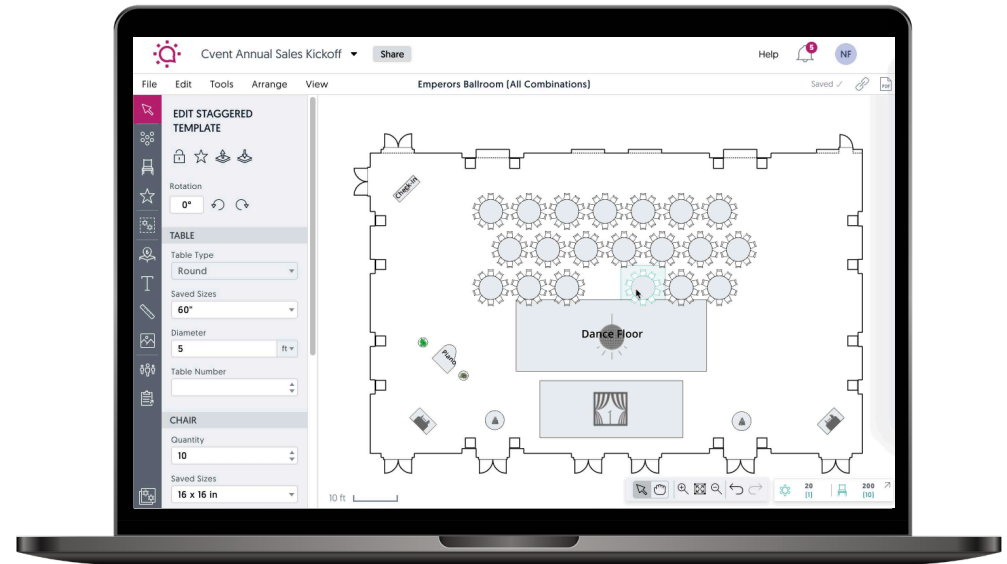 Cvent Annual Sales Kickoff
Share
Help
5
NF
File Edit Tools Arrange View
Emperors Ballroom (All Combinations)
Saved ✓
PDF
EDIT STAGGERED
TEMPLATE
Rotation
0°
TABLE
Table Type
Round
Saved Sizes
60"
Diameter
5 ft
Table Number
CHAIR
Quantity
10
Saved Sizes
16 x 16 in
Check-In
Dance Floor
Piano
1
10 ft
20
(1)
200
(10)